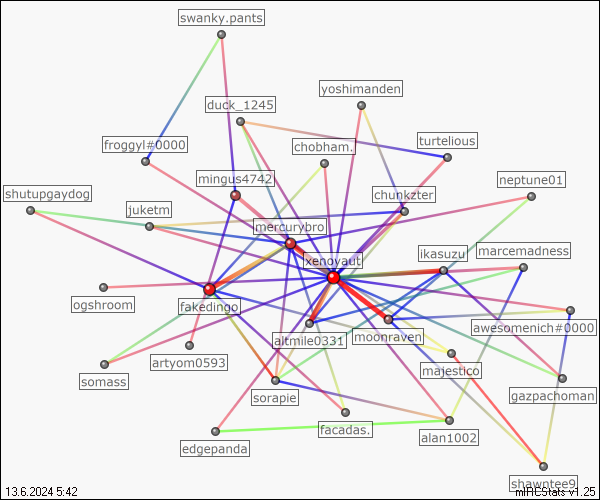 swanky.pants
yoshimanden
duck_1245
turtelious
froggyl#0000
chobham.
mingus4742
neptune01
shutupgaydog
chunkzter
juketm
mercurybro
ikasuzu
marcemadness
xenoyaut
ogshroom
fakedingo
awesomenich#0000
altmile0331
moonraven
artyom0593
majestico
somass
sorapie
gazpachoman
facadas.
alan1002
edgepanda
shawntee9
13.6.2024 5:42
mIRCStats v1.25